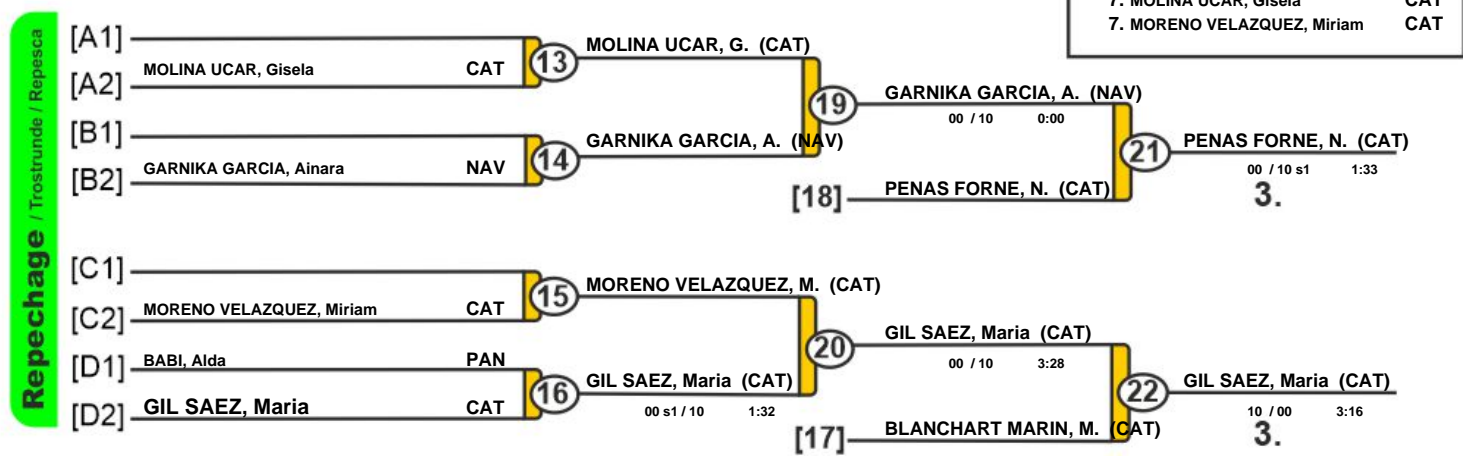 7. MOLINA UCAR, Gisela CAT
7. MORENO VELAZQUEZ, Miriam CAT
Repechage / Trostrunde / Repesca
[A1]
[A2] MOLINA UCAR, Gisela CAT
13
MOLINA UCAR, G. (CAT)
[B1]
[B2] GARNIKA GARCIA, Ainara NAV
14
GARNIKA GARCIA, A. (NAV)
19
GARNIKA GARCIA, A. (NAV)
00 / 10 0:00
[18] PENAS FORNE, N. (CAT)
21
PENAS FORNE, N. (CAT)
00 / 10 s1 1:33
3.
[C1]
[C2] MORENO VELAZQUEZ, Miriam CAT
15
MORENO VELAZQUEZ, M. (CAT)
[D1] BABI, Alda PAN
[D2] GIL SAEZ, Maria CAT
16
GIL SAEZ, Maria (CAT)
00 s1 / 10 1:32
20
GIL SAEZ, Maria (CAT)
00 / 10 3:28
[17] BLANCHART MARIN, M. (CAT)
22
GIL SAEZ, Maria (CAT)
10 / 00 3:16
3.